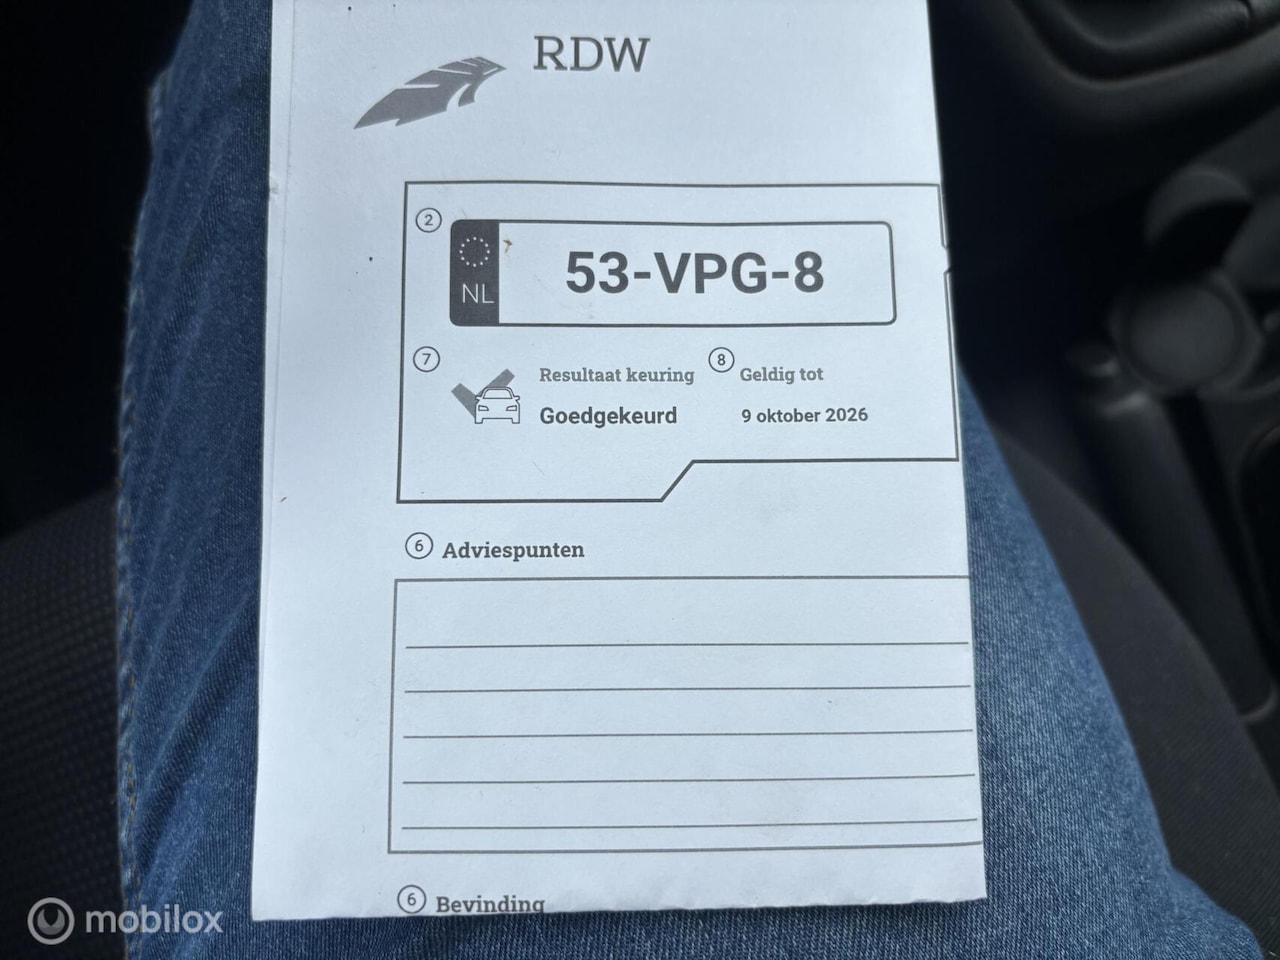 RDW
2
NL
53-VPG-8
7
Resultaat keuring
Goedgekeurd
8
Geldig tot
9 oktober 2026
6 Adviespunten
6 Bevinding
mobilox